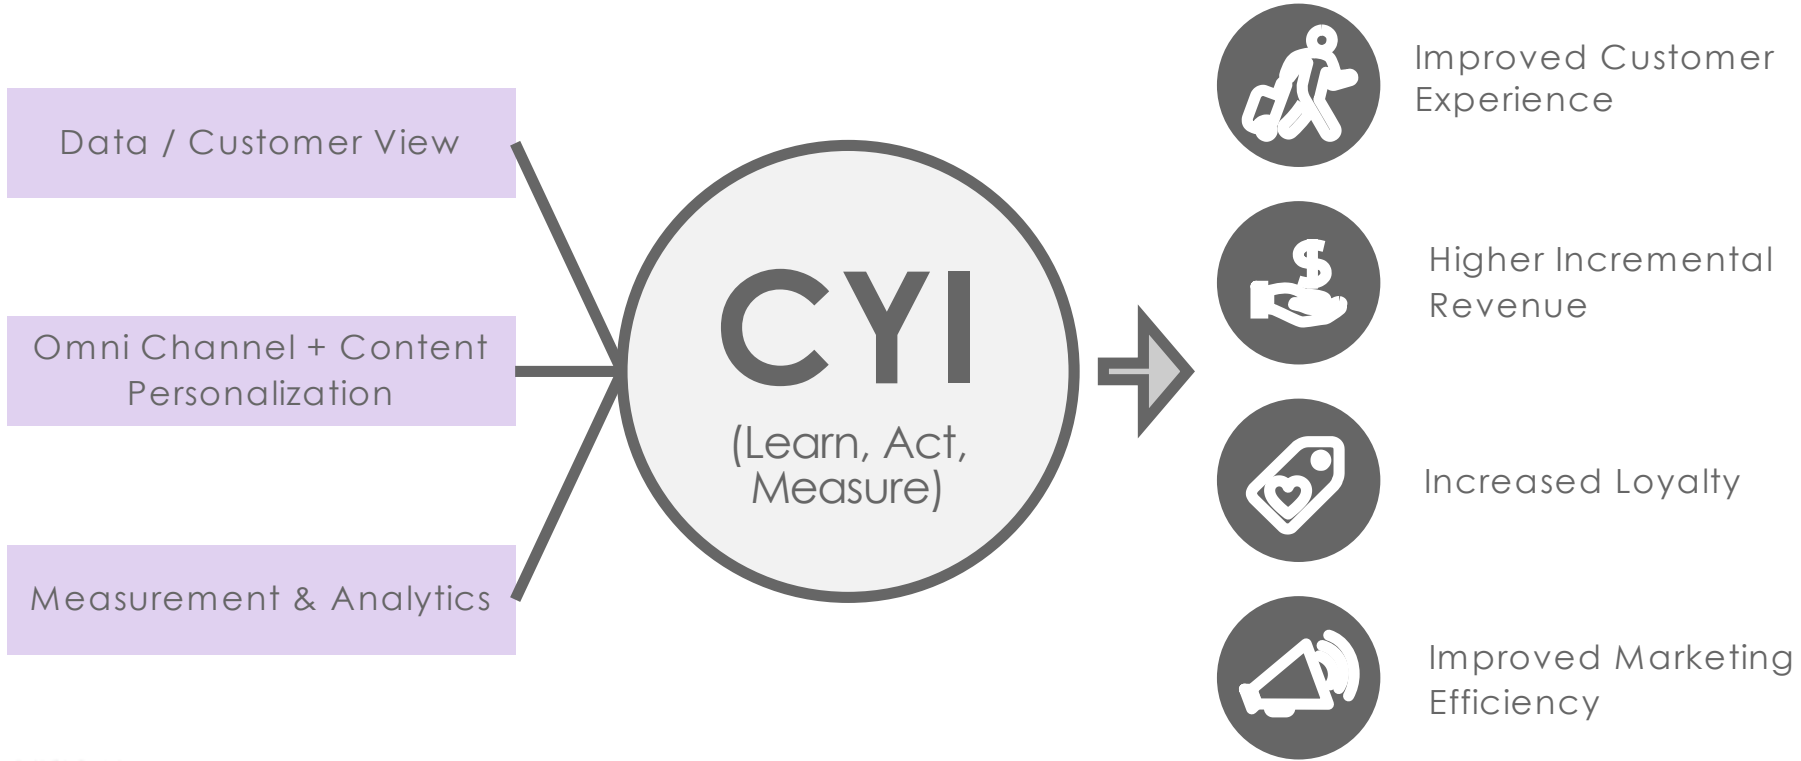 Data / Customer View
Omni Channel + Content
Personalization
Measurement & Analytics
CYI
(Learn, Act,
Measure)
Improved Customer
Experience
$
Higher Incremental
Revenue
Increased Loyalty
Improved Marketing
Efficiency